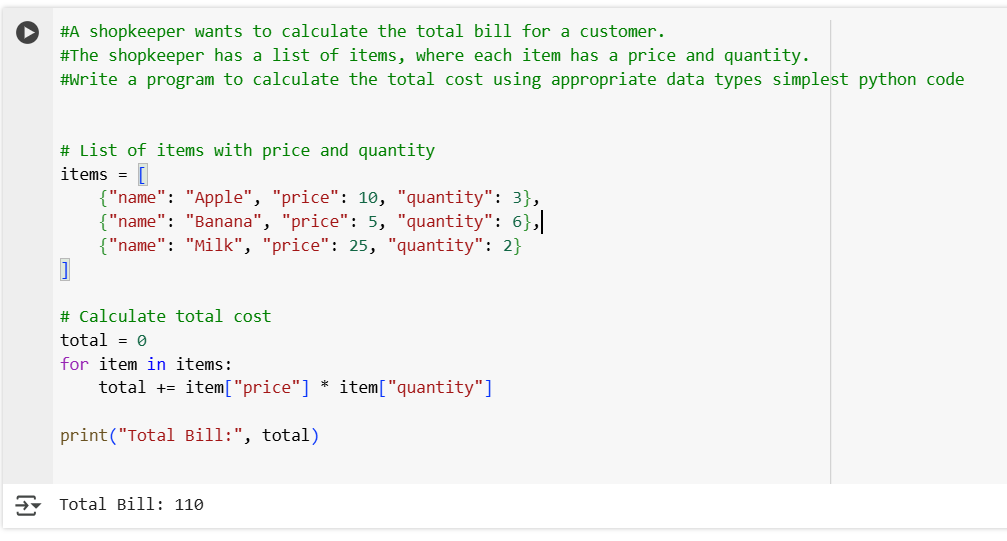 #A shopkeeper wants to calculate the total bill for a customer.
#The shopkeeper has a list of items, where each item has a price and quantity.
#Write a program to calculate the total cost using appropriate data types simplest python code
# List of items with price and quantity
items = [
    {"name": "Apple", "price": 10, "quantity": 3},
    {"name": "Banana", "price": 5, "quantity": 6},
    {"name": "Milk", "price": 25, "quantity": 2}
]
# Calculate total cost
total = 0
for item in items:
    total += item["price"] * item["quantity"]
print("Total Bill:", total)
Total Bill: 110